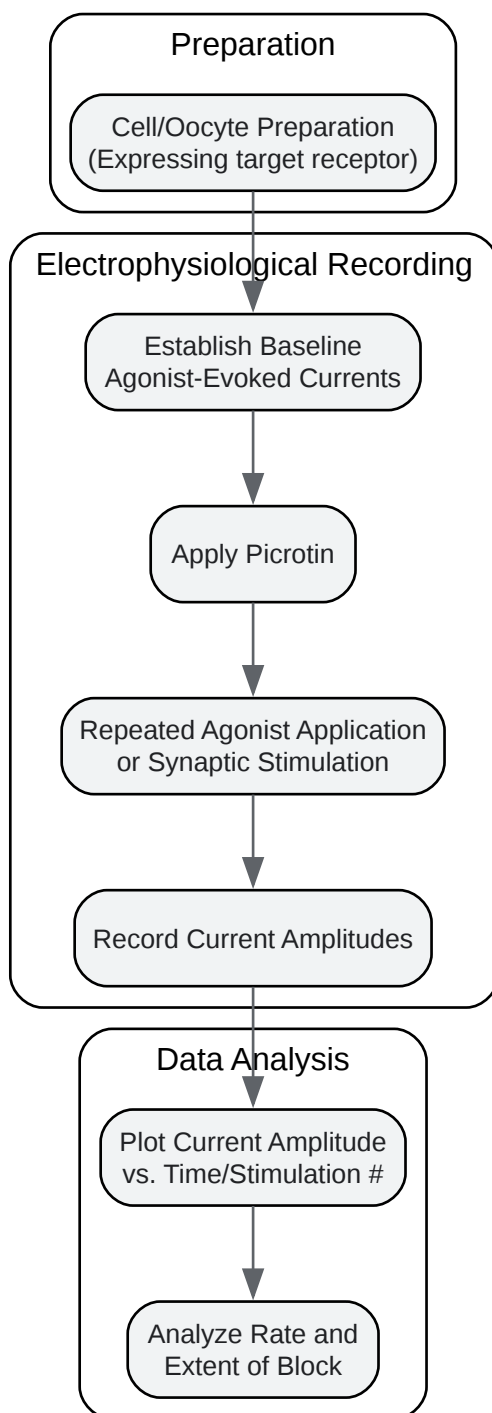 Preparation
Cell/Oocyte Preparation
(Expressing target receptor)
Electrophysiological Recording
Establish Baseline
Agonist-Evoked Currents
Apply Picrotin
Repeated Agonist Application
or Synaptic Stimulation
Record Current Amplitudes
Data Analysis
Plot Current Amplitude
vs. Time/Stimulation #
Analyze Rate and
Extent of Block